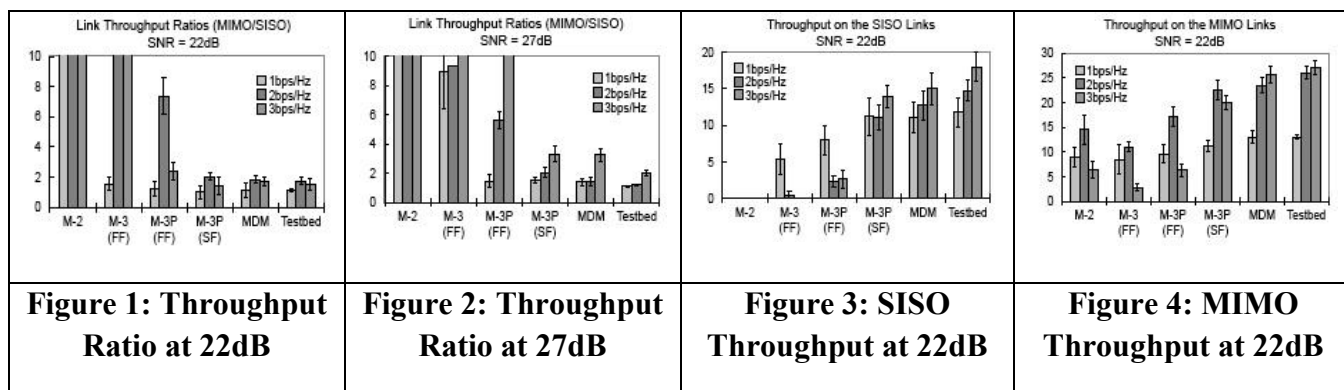 Link Throughput Ratios (MIMO/SISO)
SNR = 22dB
10
8
6
4
2
0
1bps/Hz
2bps/Hz
3bps/Hz
M-2
M-3
(FF)
M-3P
(FF)
M-3P
(SF)
MDM
Testbed
Link Throughput Ratios (MIMO/SISO)
SNR = 27dB
10
8
6
4
2
0
1bps/Hz
2bps/Hz
3bps/Hz
M-2
M-3
(FF)
M-3P
(FF)
M-3P
(SF)
MDM
Testbed
Throughput on the SISO Links
SNR = 22dB
20
15
10
5
0
1bps/Hz
2bps/Hz
3bps/Hz
M-2
M-3
(FF)
M-3P
(FF)
M-3P
(SF)
MDM
Testbed
Throughput on the MIMO Links
SNR = 22dB
30
25
20
15
10
5
0
1bps/Hz
2bps/Hz
3bps/Hz
M-2
M-3
(FF)
M-3P
(FF)
M-3P
(SF)
MDM
Testbed
Figure 1: Throughput
Ratio at 22dB
Figure 2: Throughput
Ratio at 27dB
Figure 3: SISO
Throughput at 22dB
Figure 4: MIMO
Throughput at 22dB